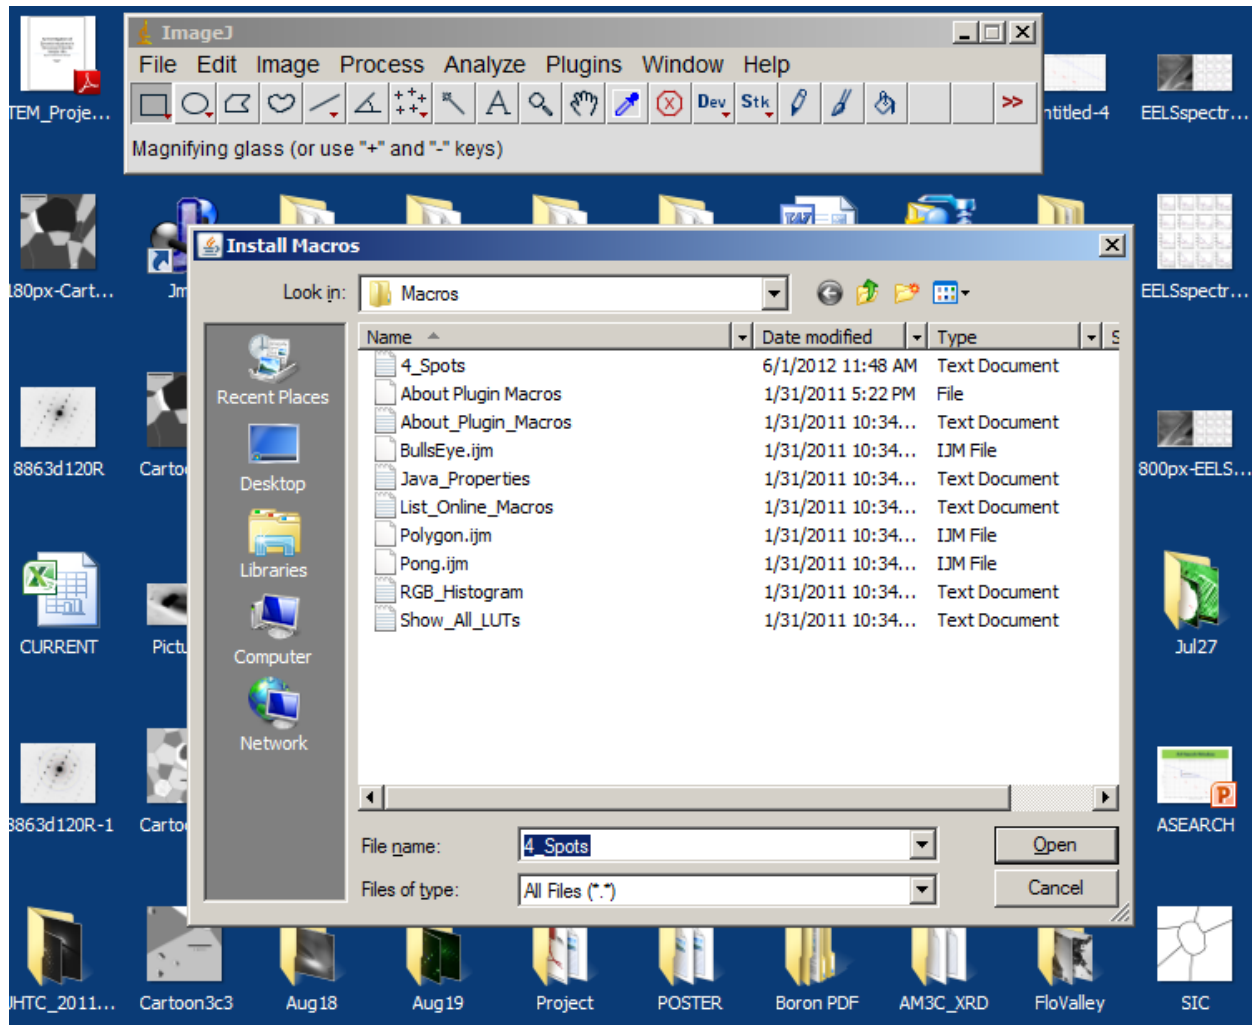 ImageJ
File Edit Image Process Analyze Plugins Window Help
A Dev Stk >>
Magnifying glass (or use "+" and "-" keys)
TEM_Proje...
ntitled-4
EELSspectr...
180px-Cart...
Jm
EELSspectr...
Install Macros
Look in: Macros
Name Date modified Type S
4_Spots 6/1/2012 11:48 AM Text Document
About Plugin Macros 1/31/2011 5:22 PM File
About_Plugin_Macros 1/31/2011 10:34... Text Document
BullsEye.ijm 1/31/2011 10:34... IJM File
Java_Properties 1/31/2011 10:34... Text Document
List_Online_Macros 1/31/2011 10:34... Text Document
Polygon.ijm 1/31/2011 10:34... IJM File
Pong.ijm 1/31/2011 10:34... IJM File
RGB_Histogram 1/31/2011 10:34... Text Document
Show_All_LUTs 1/31/2011 10:34... Text Document
Recent Places
Desktop
Libraries
Computer
Network
File name: 4_Spots Open
Files of type: All Files (*.*) Cancel
8863d120R
Carto
800px-EELS...
CURRENT
Pictu
Jul27
8863d120R-1
Carto
ASEARCH
UHTC_2011...
Cartoon3c3
Aug18
Aug19
Project
POSTER
Boron PDF
AM3C_XRD
FloValley
SIC